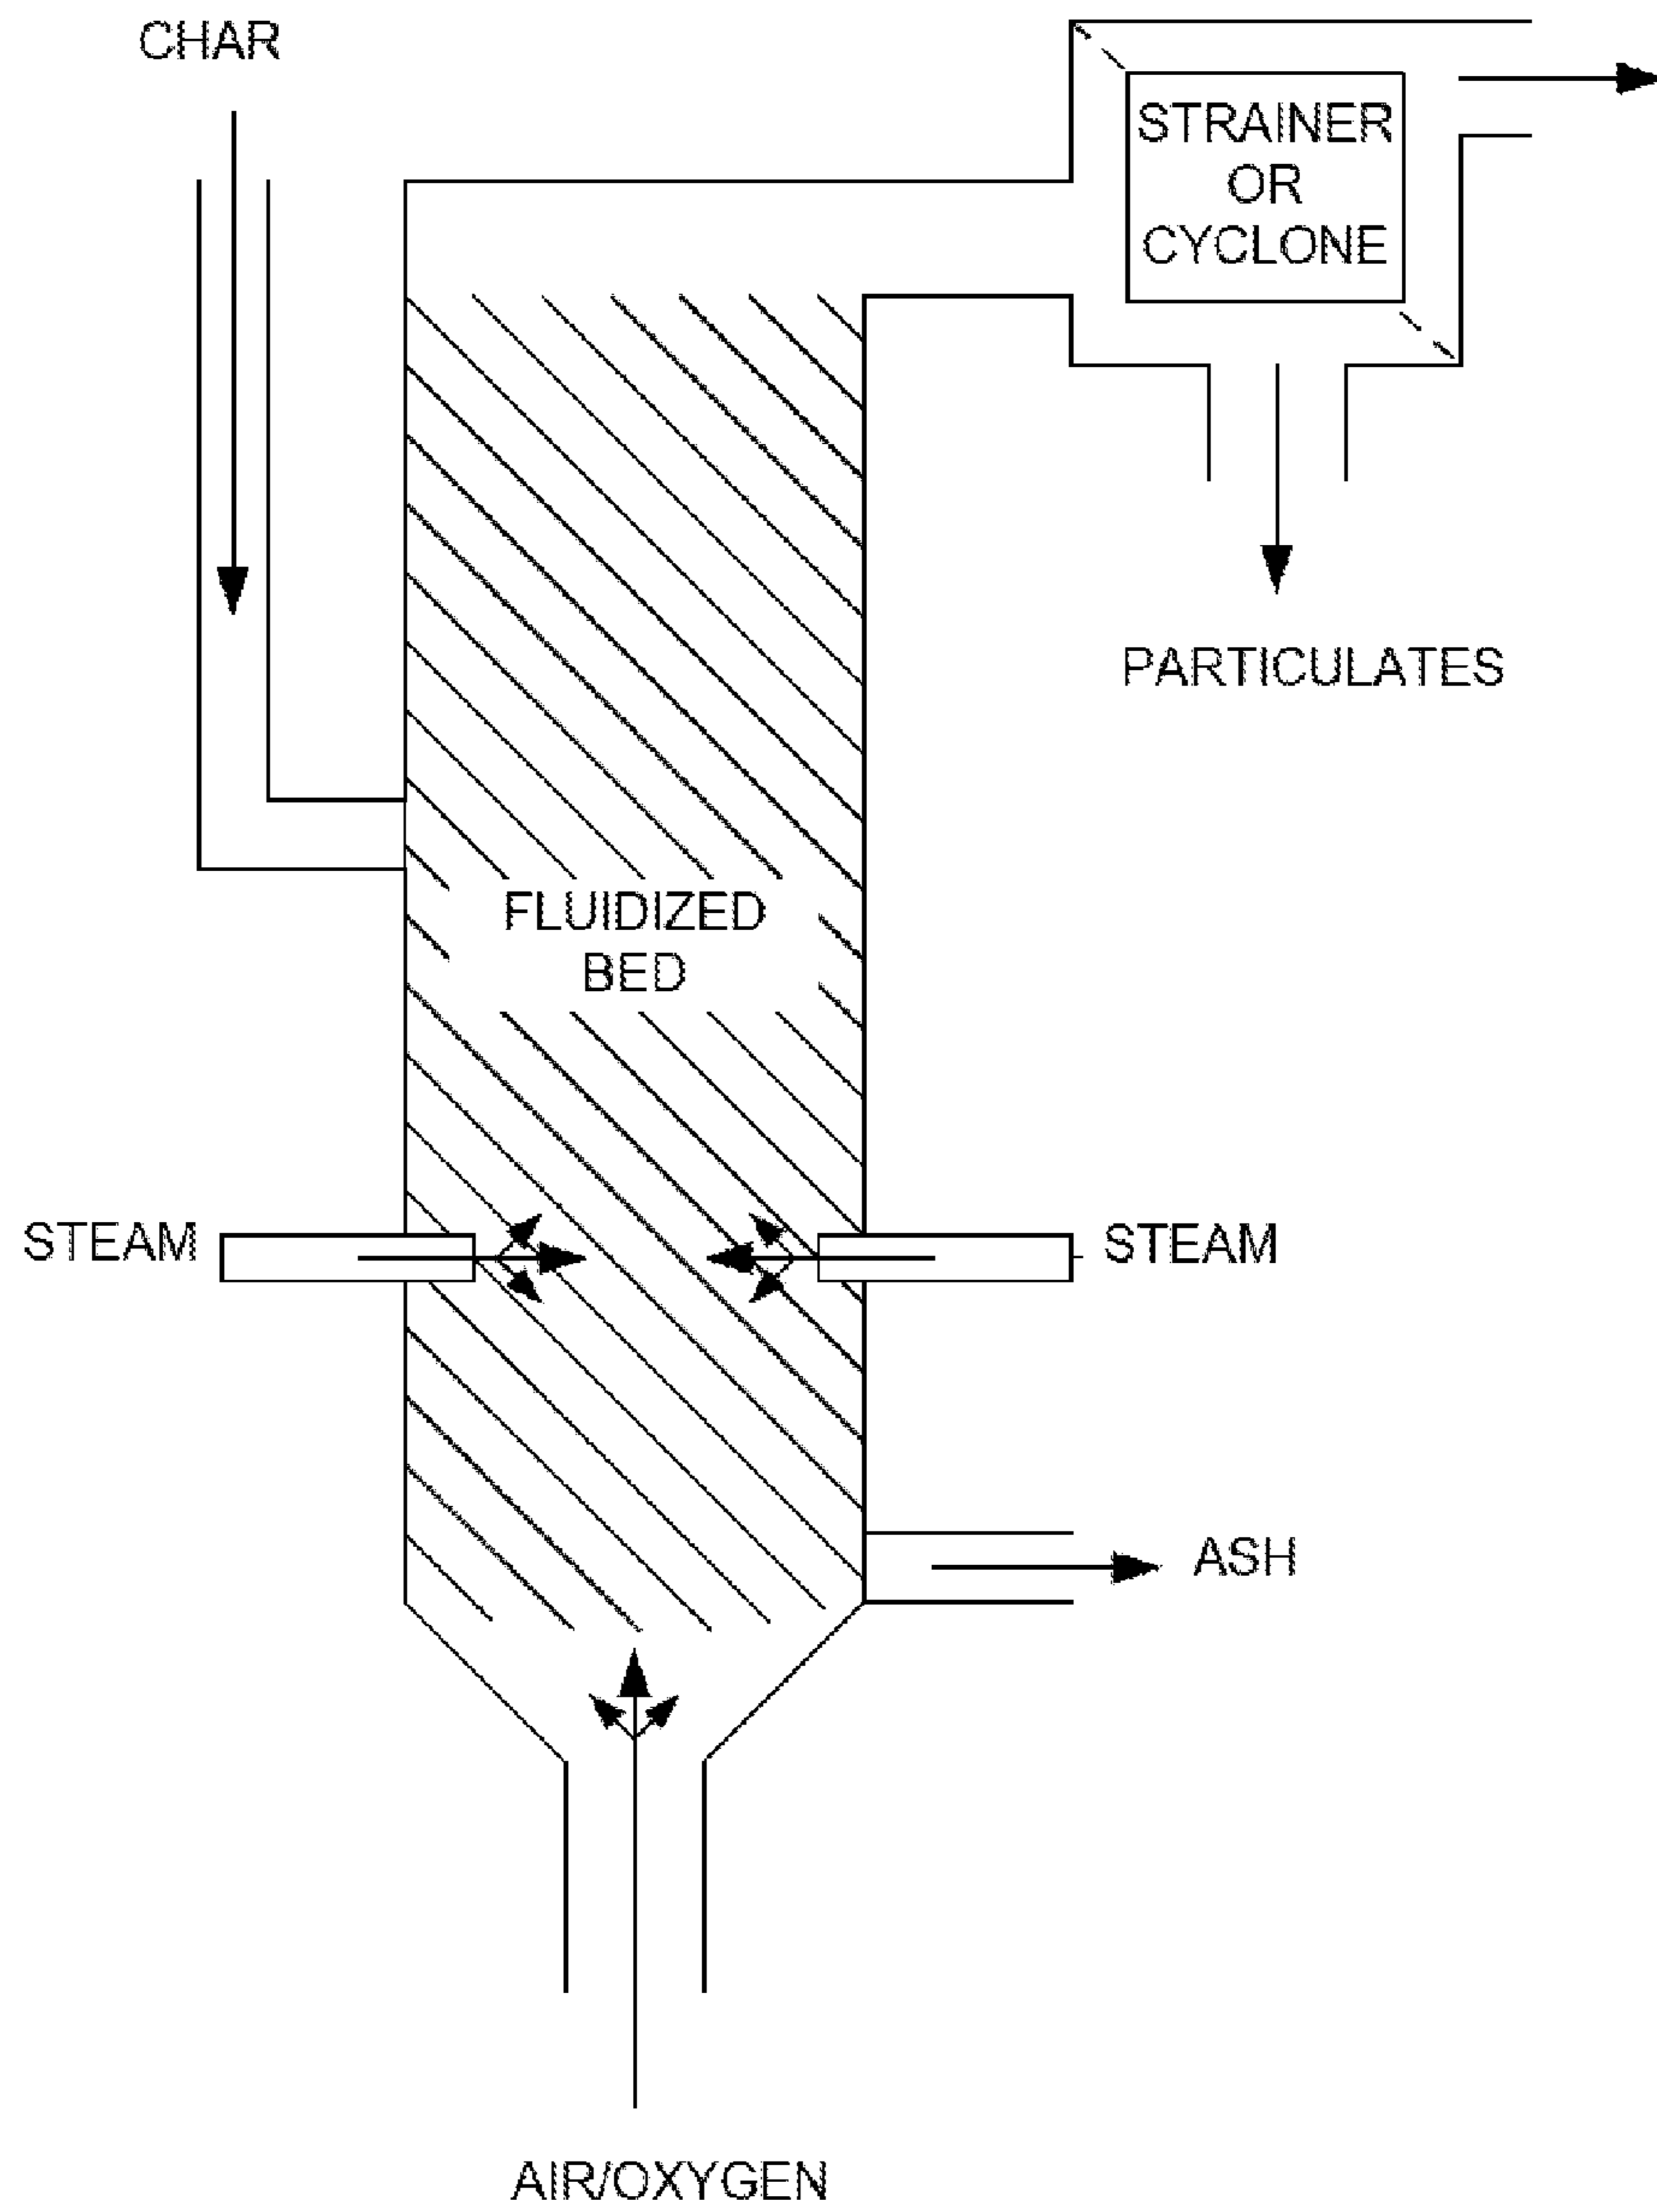 CHAR
STRAINER
OR
CYCLONE
PARTICULATES
FLUIDIZED
BED
STEAM
STEAM
ASH
AIR/OXYGEN